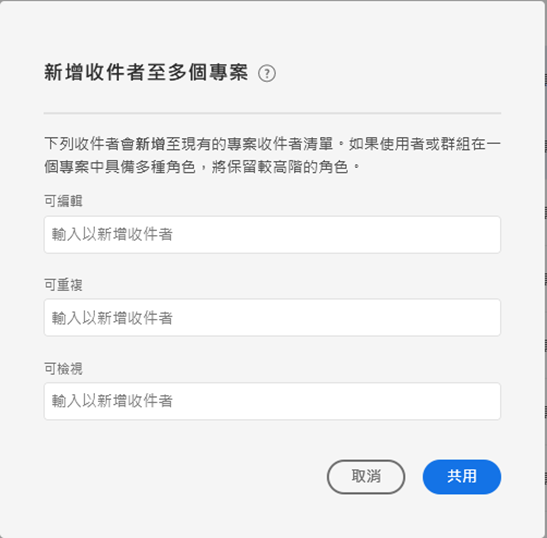 新增收件者至多個專案 ?
下列收件者會新增至現有的專案收件者清單。如果使用者或群組在一
個專案中具備多種角色，將保留較高階的角色。
可編輯
輸入以新增收件者
可重複
輸入以新增收件者
可檢視
輸入以新增收件者
取消 共用